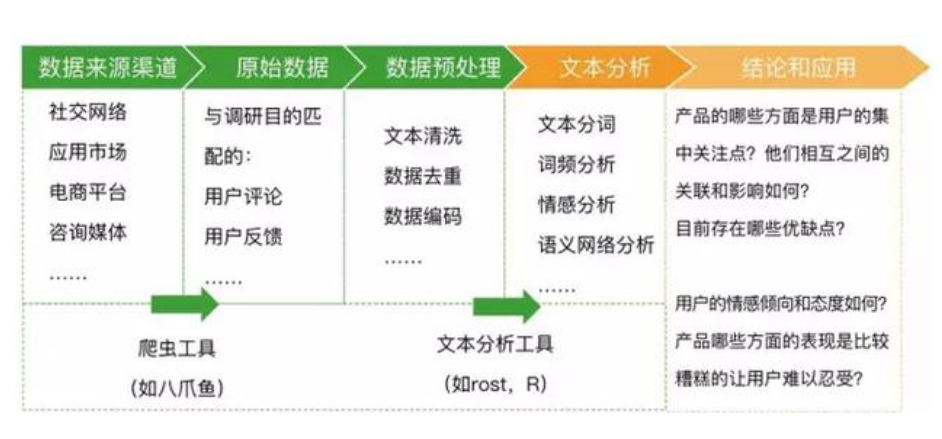 数据来源渠道
原始数据
数据预处理
文本分析
结论和应用
社交网络
应用市场
电商平台
咨询媒体
……
与调研目的匹
配的：
用户评论
用户反馈
……
文本清洗
数据去重
数据编码
……
文本分词
词频分析
情感分析
语义网络分析
……
产品的哪些方面是用户的集
中关注点？他们相互之间的
关联和影响如何？
目前存在哪些优缺点？
用户的情感倾向和态度如何？
产品哪些方面的表现是比较
糟糕的让用户难以忍受？
爬虫工具
（如八爪鱼）
文本分析工具
（如rost，R）